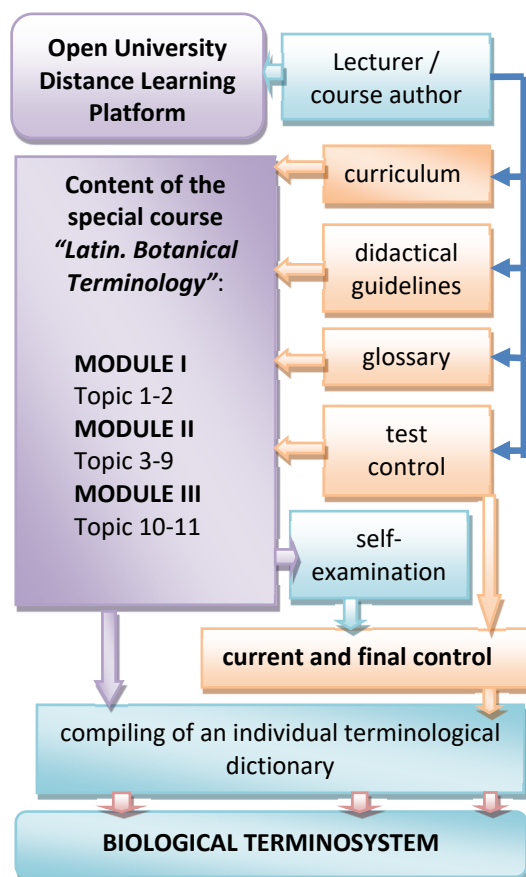 Open University
Distance Learning
Platform
Lecturer /
course author
Content of the
special course
“Latin. Botanical
Terminology”:
MODULE I
Topic 1-2
MODULE II
Topic 3-9
MODULE III
Topic 10-11
curriculum
didactical
guidelines
glossary
test
control
self-
examination
current and final control
compiling of an individual terminological
dictionary
BIOLOGICAL TERMINOSYSTEM